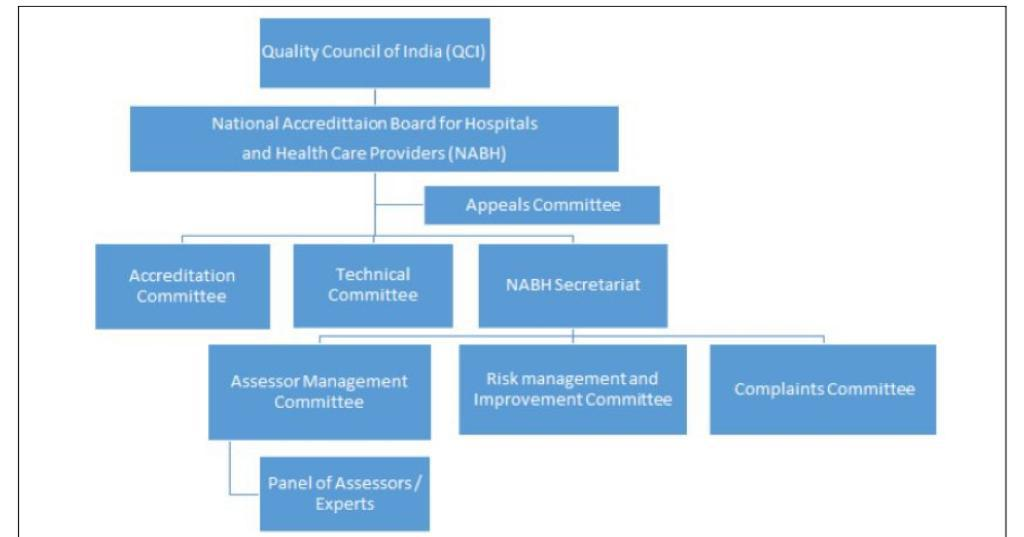 Quality Council of India (QCI)
National Accredittaion Board for Hospitals
and Health Care Providers (NABH)
Appeals Committee
Accreditation
Committee
Technical
Committee
NABH Secretariat
Assessor Management
Committee
Risk management and
Improvement Committee
Complaints Committee
Panel of Assessors /
Experts